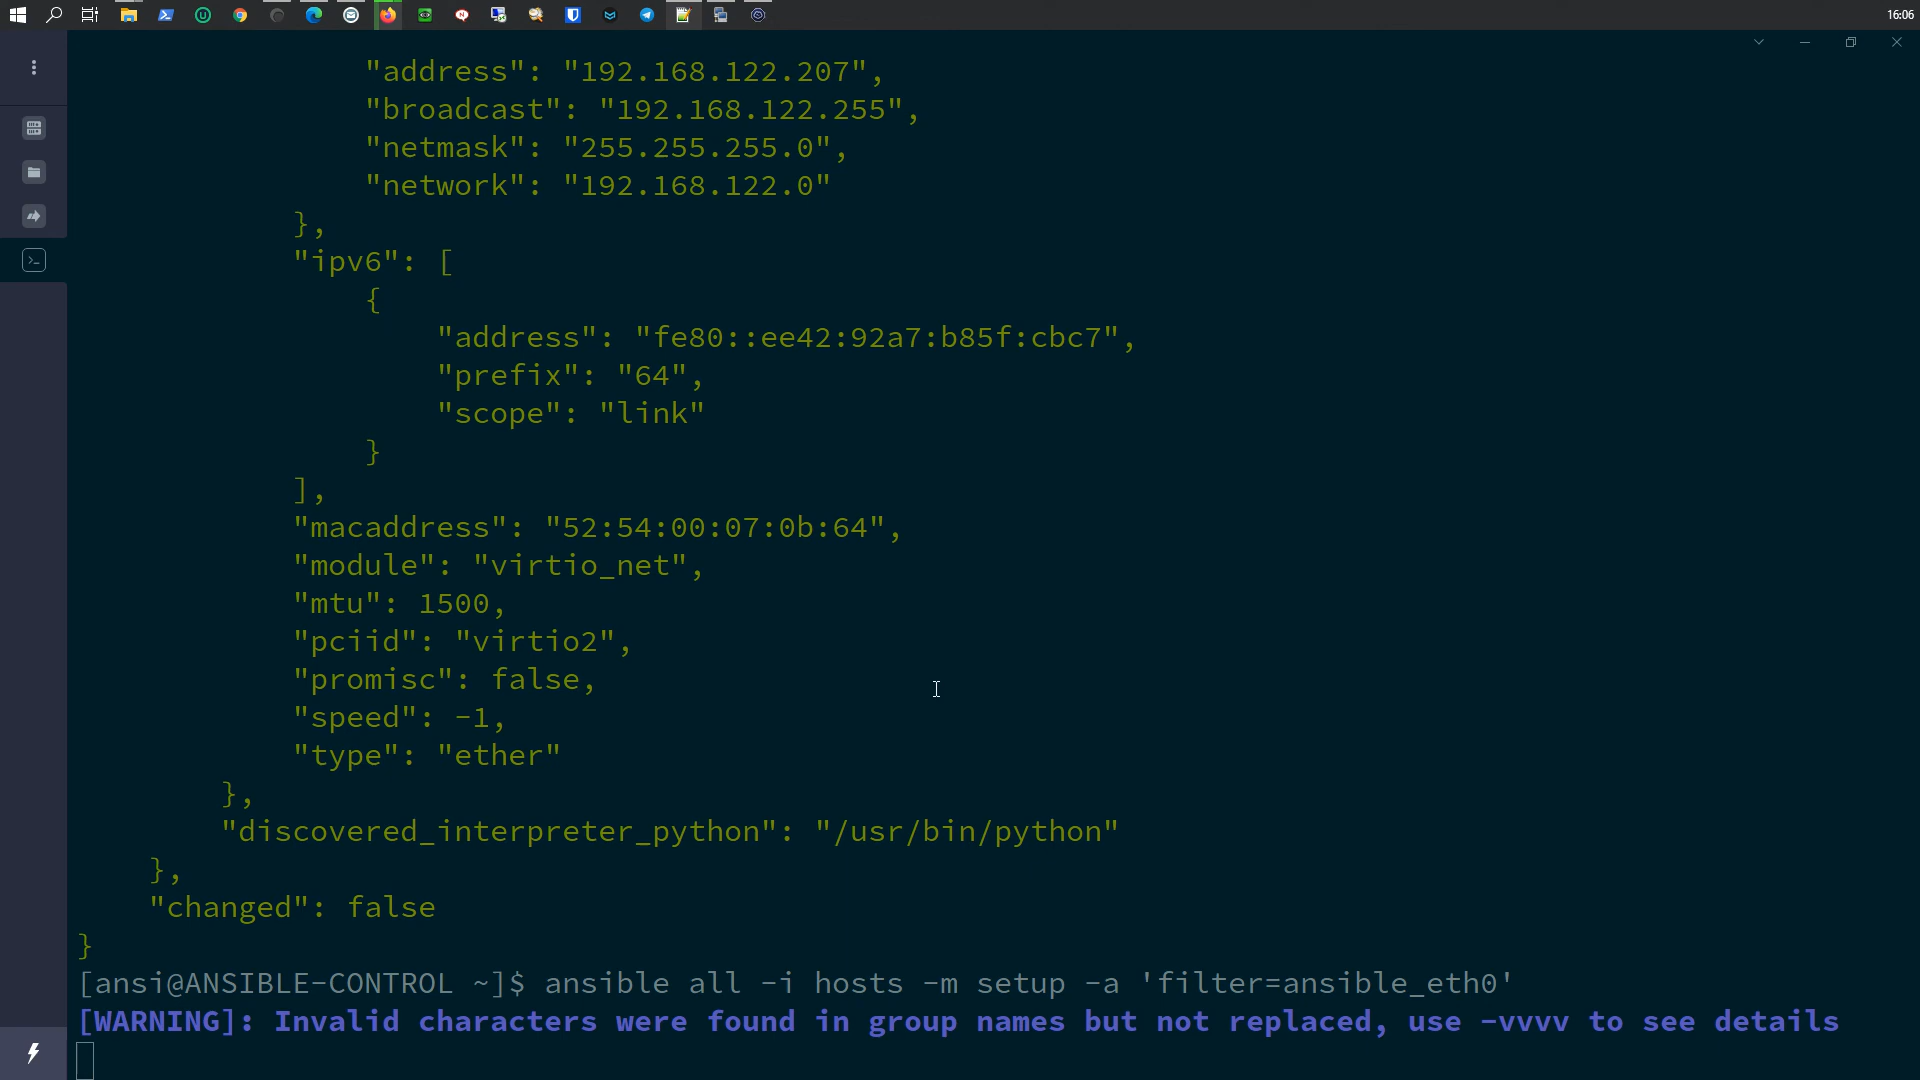 16:06
"address": "192.168.122.207",
"broadcast": "192.168.122.255",
"netmask": "255.255.255.0",
"network": "192.168.122.0"
},
"ipv6": [
{
"address": "fe80::ee42:92a7:b85f:cbc7",
"prefix": "64",
"scope": "link"
}
],
"macaddress": "52:54:00:07:0b:64",
"module": "virtio_net",
"mtu": 1500,
"pciid": "virtio2",
"promisc": false,
"speed": -1,
"type": "ether"
},
"discovered_interpreter_python": "/usr/bin/python"
},
"changed": false
}
[ansi@ANSIBLE-CONTROL ~]$ ansible all -i hosts -m setup -a 'filter=ansible_eth0'
[WARNING]: Invalid characters were found in group names but not replaced, use -vvvv to see details